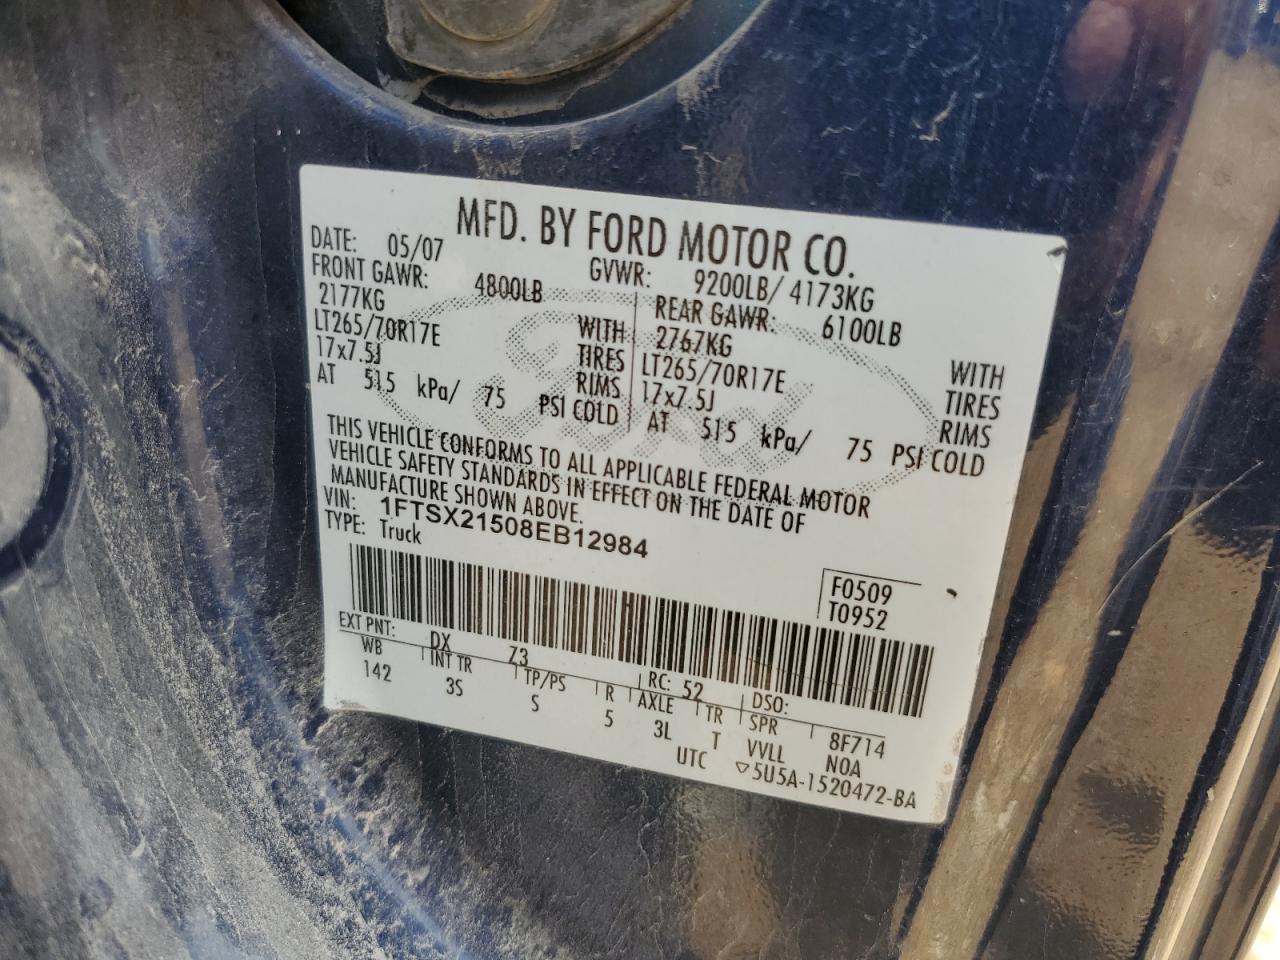 MFD. BY FORD MOTOR CO.
DATE: 05/07 GVWR: 9200LB/ 4173KG
FRONT GAWR: 4800LB REAR GAWR: 6100LB
2177KG WITH 2767KG WITH
LT265/70R17E TIRES LT265/70R17E TIRES
17x7.5J RIMS 17x7.5J RIMS
AT 515 kPa/ 75 PSI COLD AT 515 kPa/ 75 PSI COLD
THIS VEHICLE CONFORMS TO ALL APPLICABLE FEDERAL MOTOR
VEHICLE SAFETY STANDARDS IN EFFECT ON THE DATE OF
MANUFACTURE SHOWN ABOVE.
VIN: 1FTSX21508EB12984
TYPE: Truck
F0509
T0952
EXT PNT: DX Z3 RC: 52 DSO:
WB INT TR TP/PS R AXLE TR SPR 8F714
142 3S S 5 3L T VVLL N0A
UTC ▽5U5A-1520472-BA
Ford